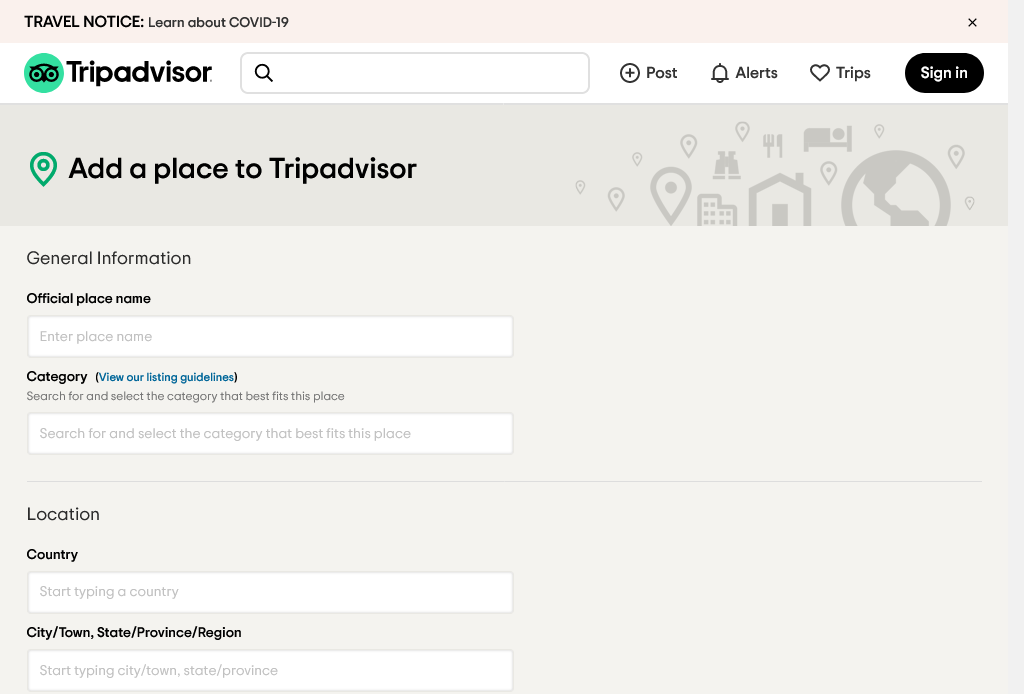 TRAVEL NOTICE: Learn about COVID-19
Tripadvisor
Post
Alerts
Trips
Sign in
Add a place to Tripadvisor
General Information
Official place name
Enter place name
Category (View our listing guidelines)
Search for and select the category that best fits this place
Search for and select the category that best fits this place
Location
Country
Start typing a country
City/Town, State/Province/Region
Start typing city/town, state/province